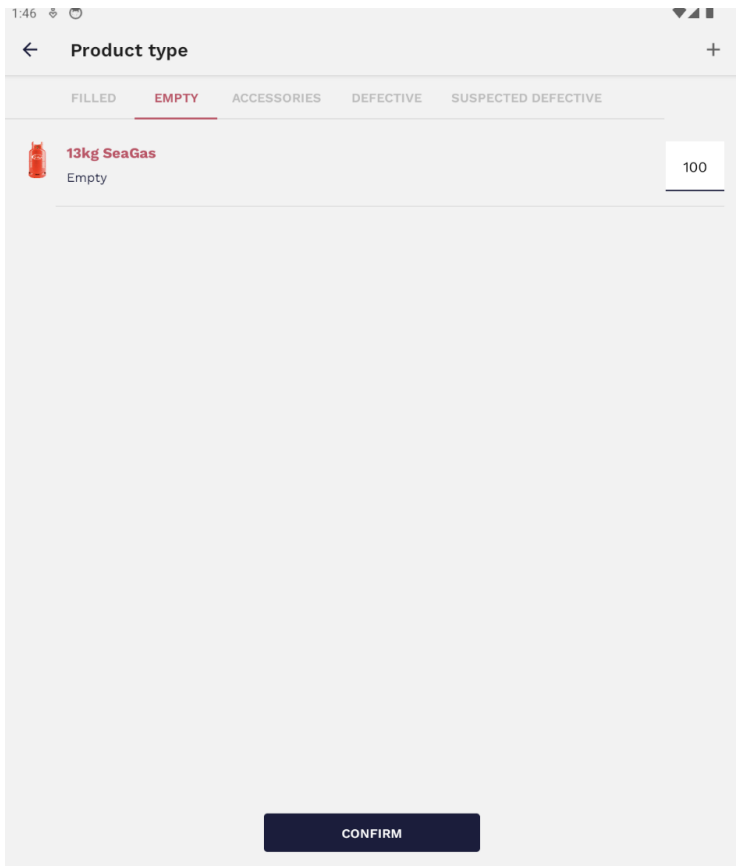 1:46
Product type
FILLED EMPTY ACCESSORIES DEFECTIVE SUSPECTED DEFECTIVE
13kg SeaGas
100
Empty
CONFIRM